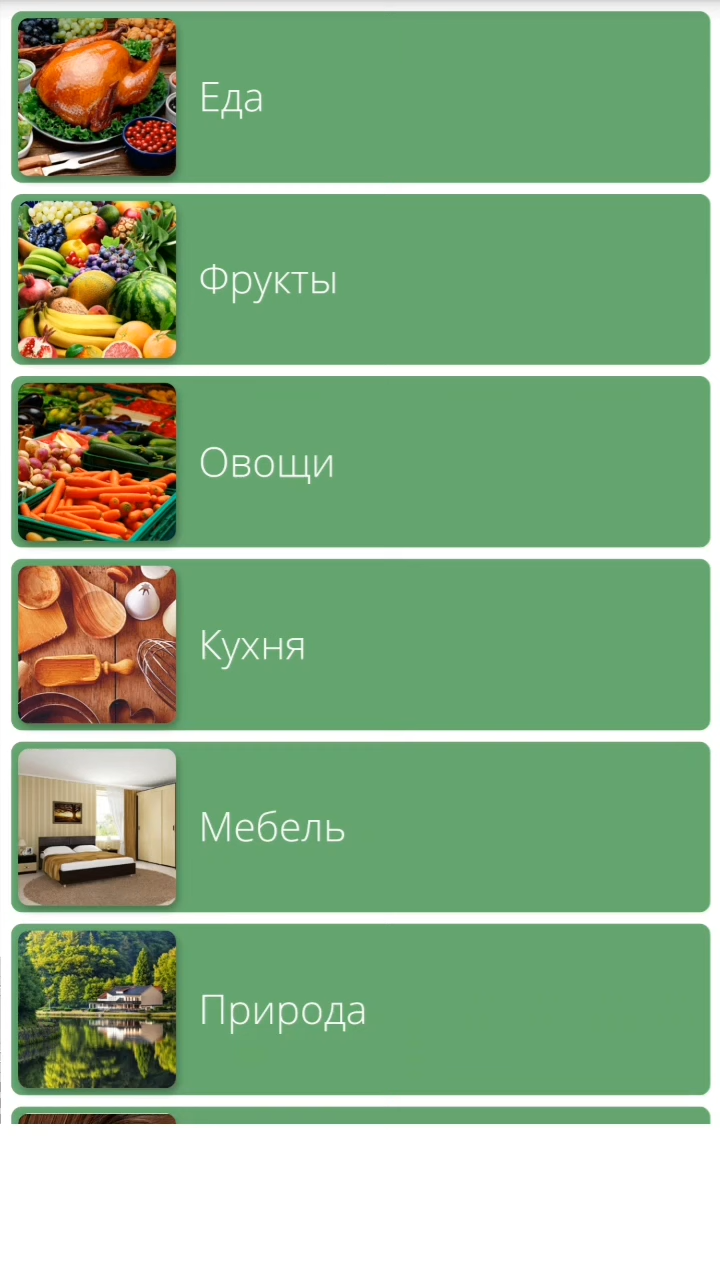 Еда
Фрукты
Овощи
Кухня
Мебель
Природа